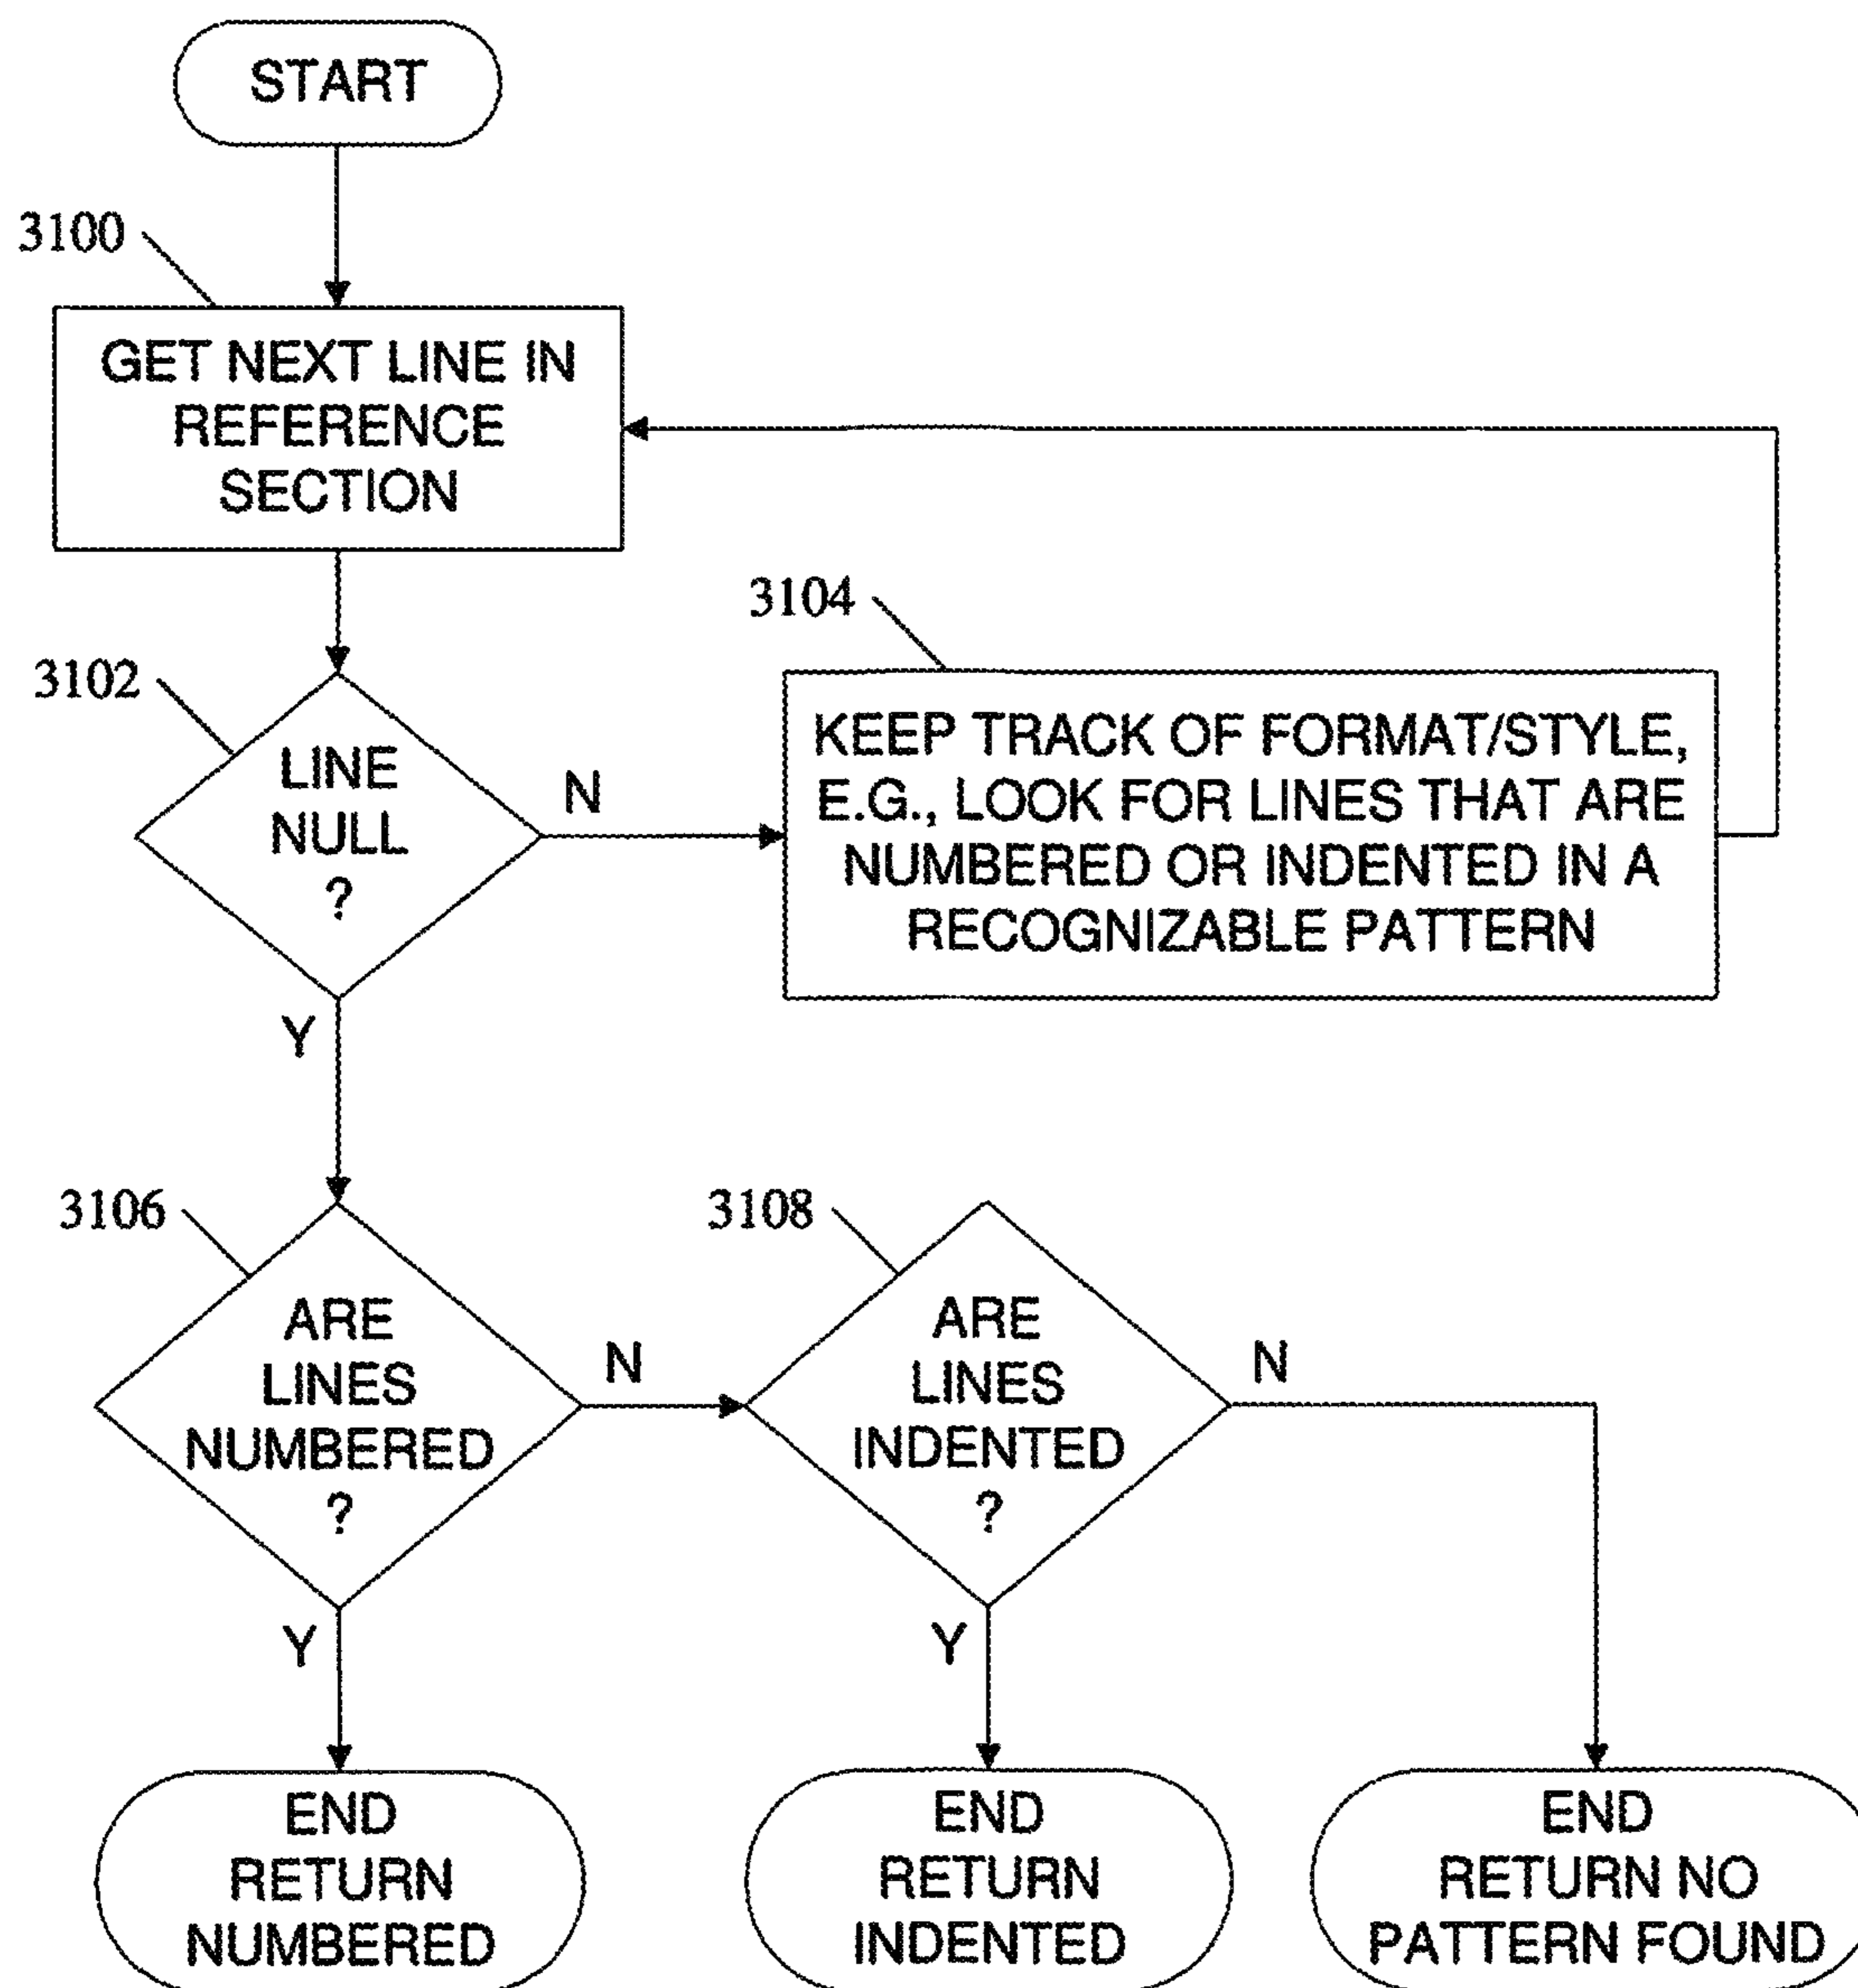 START
3100
GET NEXT LINE IN
REFERENCE
SECTION
3102
LINE
NULL
?
N
3104
KEEP TRACK OF FORMAT/STYLE,
E.G., LOOK FOR LINES THAT ARE
NUMBERED OR INDENTED IN A
RECOGNIZABLE PATTERN
Y
3106
ARE
LINES
NUMBERED
?
N
3108
ARE
LINES
INDENTED
?
N
Y
Y
END
RETURN
NUMBERED
END
RETURN
INDENTED
END
RETURN NO
PATTERN FOUND